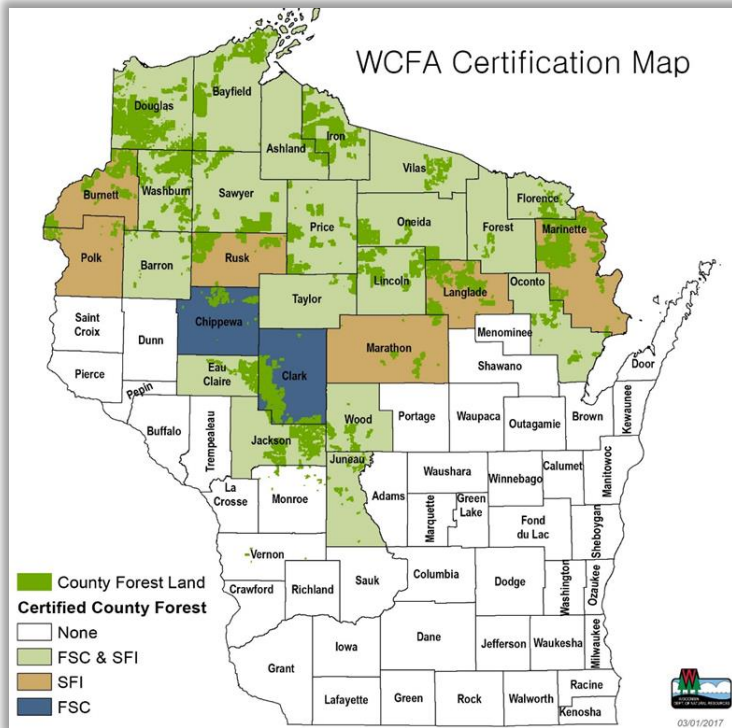 WCFA Certification Map
Douglas
Bayfield
Ashland
Iron
Vilas
Burnett
Washburn
Sawyer
Price
Oneida
Forest
Florence
Marinette
Polk
Barron
Rusk
Lincoln
Langlade
Oconto
Taylor
Saint
Croix
Dunn
Chippewa
Clark
Marathon
Menominee
Shawano
Door
Pierce
Pepin
Eau
Claire
Buffalo
Trempealeau
Jackson
Wood
Juneau
Portage
Waupaca
Outagamie
Brown
Kewaunee
La
Crosse
Monroe
Adams
Waushara
Marquette
Green
Lake
Winnebago
Calumet
Manitowoc
Fond
du Lac
Sheboygan
Vernon
Crawford
Richland
Sauk
Columbia
Dodge
Washington
Ozaukee
Iowa
Dane
Jefferson
Waukesha
Milwaukee
Grant
Lafayette
Green
Rock
Walworth
Racine
Kenosha
County Forest Land
Certified County Forest
None
FSC & SFI
SFI
FSC
WISCONSIN
DEPT. OF NATURAL RESOURCES
03/01/2017